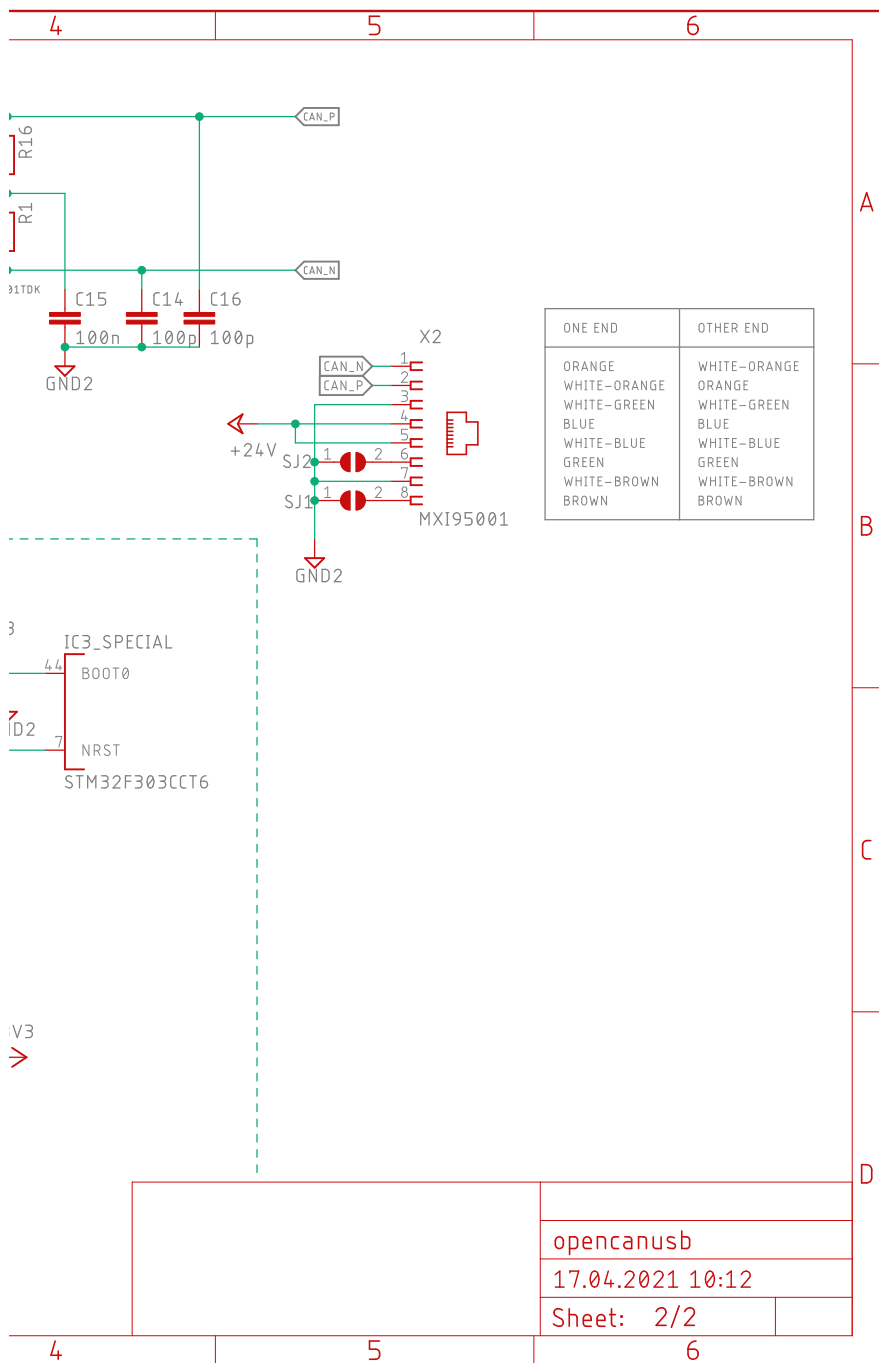 4 5 6
CAN_P
R16
A
R1
CAN_N
01TDK
C15 C14 C16
100n 100p 100p
GND2
X2
ONE END OTHER END
ORANGE WHITE-ORANGE
WHITE-ORANGE ORANGE
WHITE-GREEN WHITE-GREEN
BLUE BLUE
WHITE-BLUE WHITE-BLUE
GREEN GREEN
WHITE-BROWN WHITE-BROWN
BROWN BROWN
CAN_N 1
CAN_P 2
3
4
+24V 5
SJ2 1 2 6
7
SJ1 1 2 8
MXI95001
B
GND2
3
IC3_SPECIAL
44 BOOT0
ND2
7 NRST
STM32F303CCT6
C
V3
D
opencanusb
17.04.2021 10:12
Sheet: 2/2
4 5 6